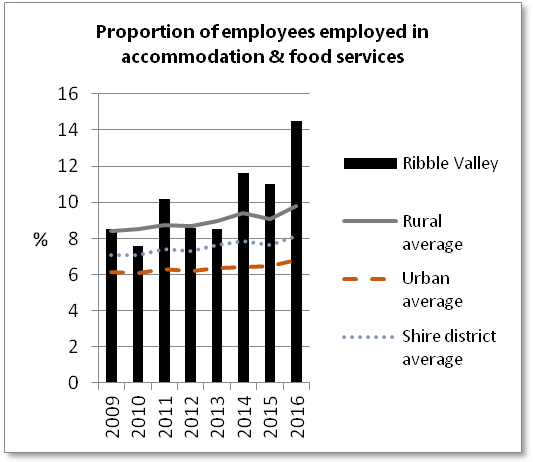 Proportion of employees employed in
accommodation & food services
16
14
12
10
8
6
4
2
0
%
2009
2010
2011
2012
2013
2014
2015
2016
Ribble Valley
Rural
average
Urban
average
Shire district
average